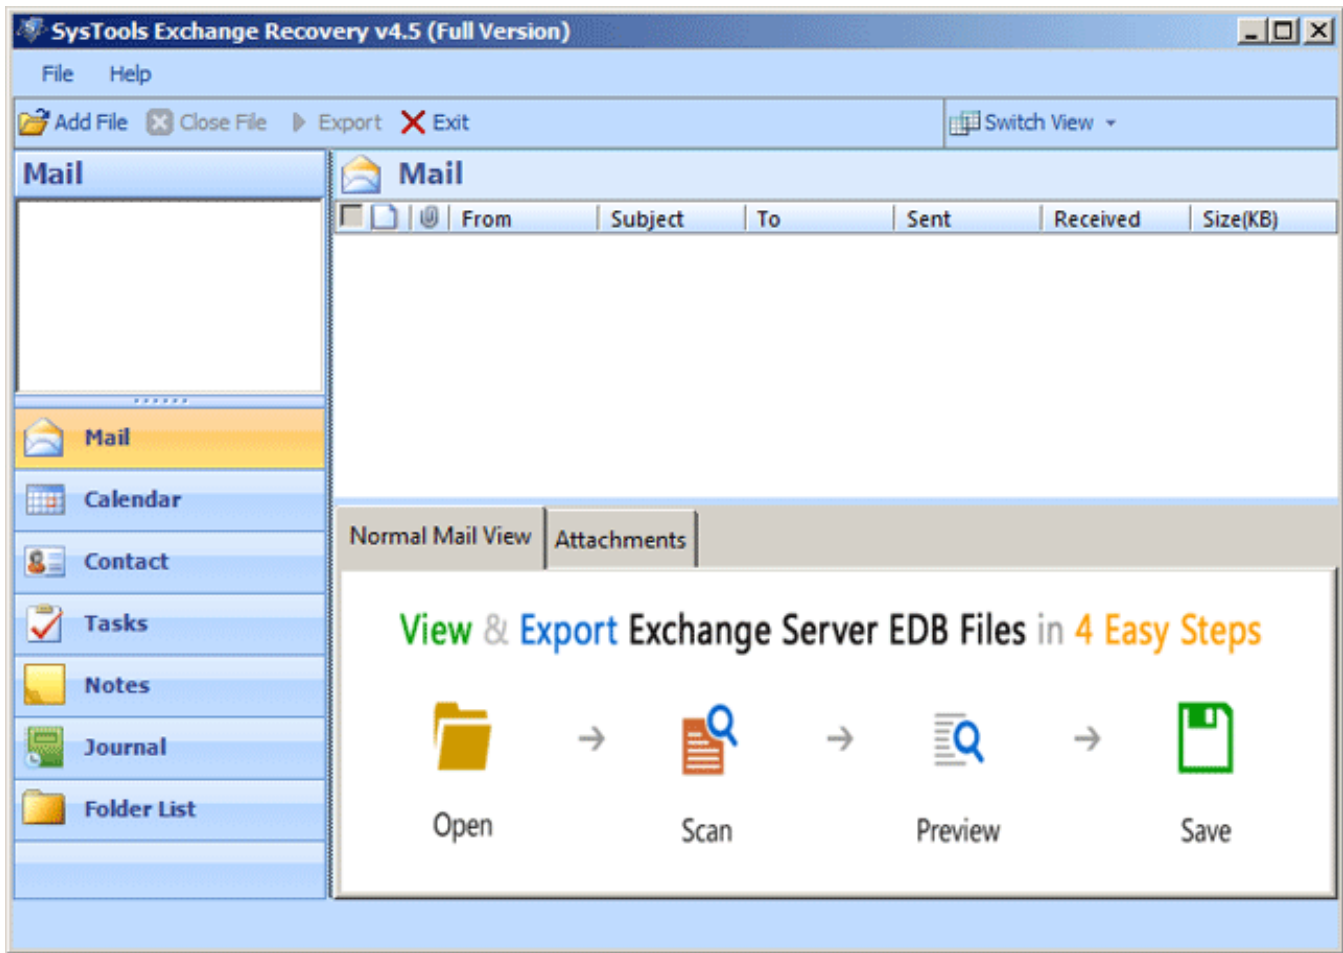 SysTools Exchange Recovery v4.5 (Full Version)
File Help
Add File Close File Export Exit Switch View
Mail
Mail
From Subject To Sent Received Size(KB)
Mail
Calendar
Contact
Tasks
Notes
Journal
Folder List
Normal Mail View Attachments
View & Export Exchange Server EDB Files in 4 Easy Steps
Open Scan Preview Save